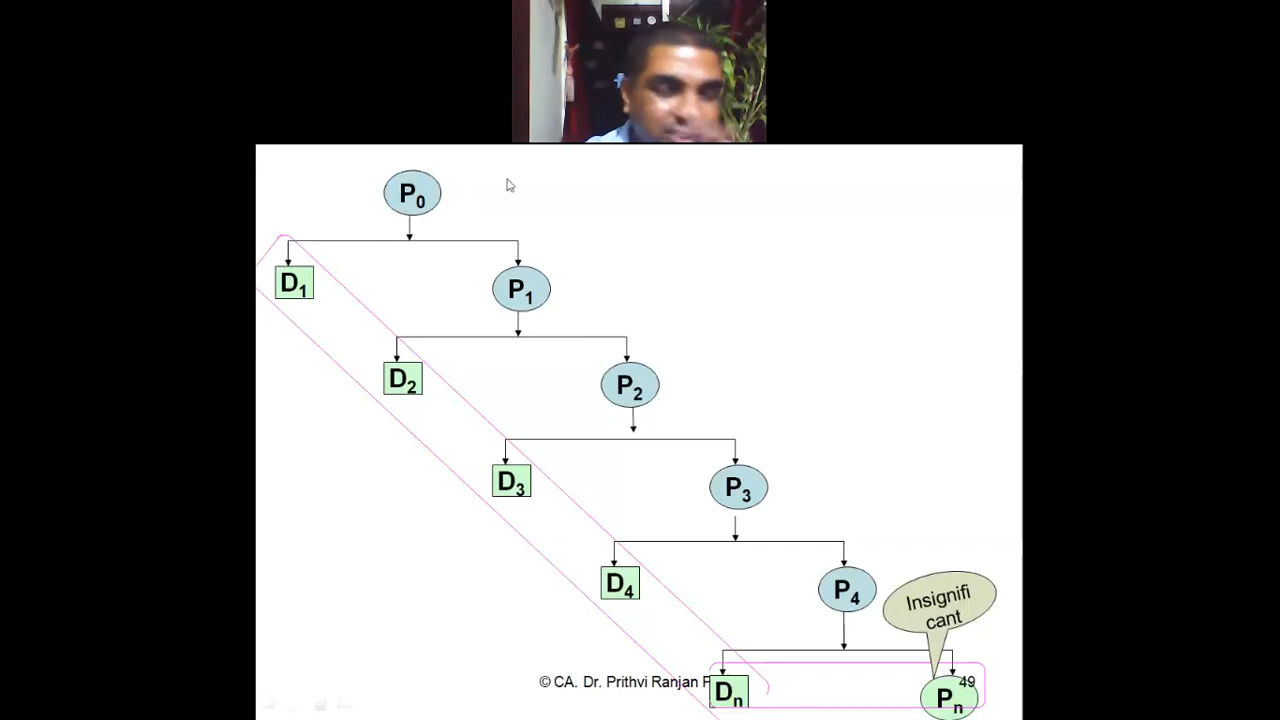 P0
D1
P1
D2
P2
D3
P3
D4
P4
Insignifi
cant
© CA. Dr. Prithvi Ranjan P
49
Dn
Pn